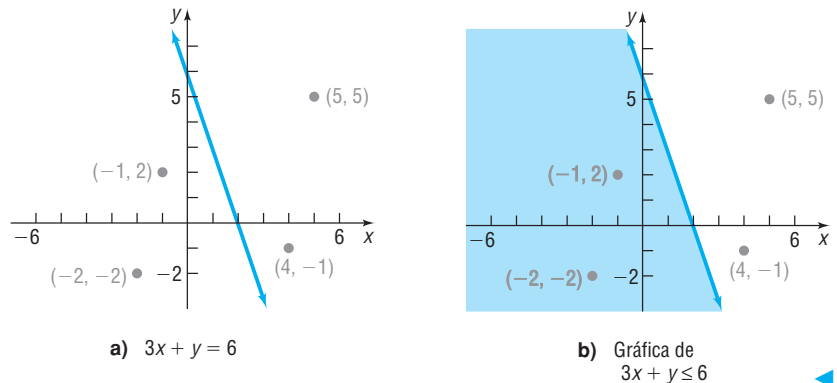 y
5
(5, 5)
(−1, 2)
−6
6
x
(−2, −2)
−2
(4, −1)
a) 3x + y = 6
y
5
(5, 5)
(−1, 2)
−6
6
x
(−2, −2)
−2
(4, −1)
b) Gráfica de
3x + y ≤ 6